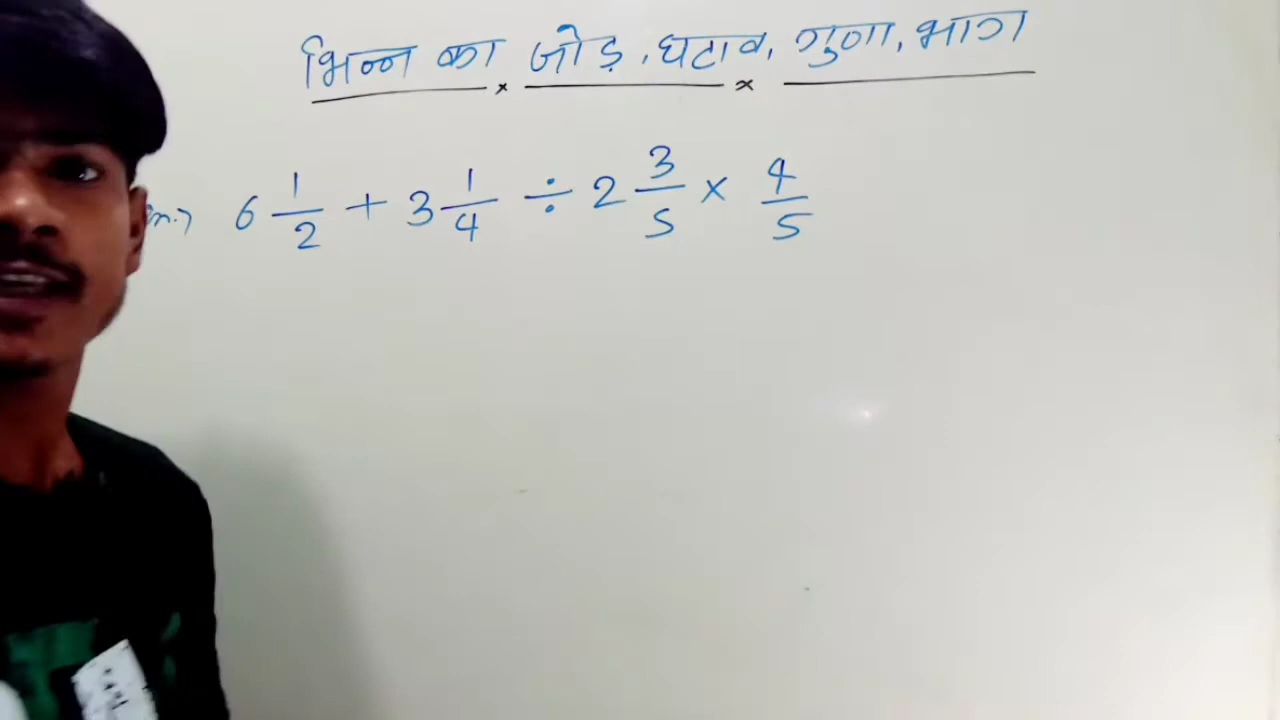 भिन्न का जोड़, घटाव, गुणा, भाग
6 1/2 + 3 1/4 ÷ 2 3/5 × 4/5